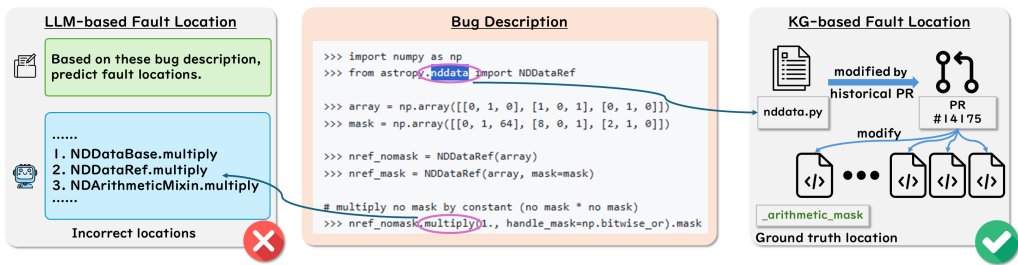 LLM-based Fault Location
Based on these bug description,
predict fault locations.
......
1. NDDataBase.multiply
2. NDDataRef.multiply
3. NDArithmeticMixin.multiply
......
Incorrect locations
Bug Description
>>> import numpy as np
>>> from astropy.nddata import NDDataRef
>>> array = np.array([[0, 1, 0], [1, 0, 1], [0, 1, 0]])
>>> mask = np.array([[0, 1, 64], [8, 0, 1], [2, 1, 0]])
>>> nref_nomask = NDDataRef(array)
>>> nref_mask = NDDataRef(array, mask=mask)
# multiply no mask by constant (no mask * no mask)
>>> nref_nomask.multiply(1., handle_mask=np.bitwise_or).mask
KG-based Fault Location
modified by
historical PR
nddata.py
PR
#14175
modify
</>
</>
</>
</>
_arithmetic_mask
Ground truth location